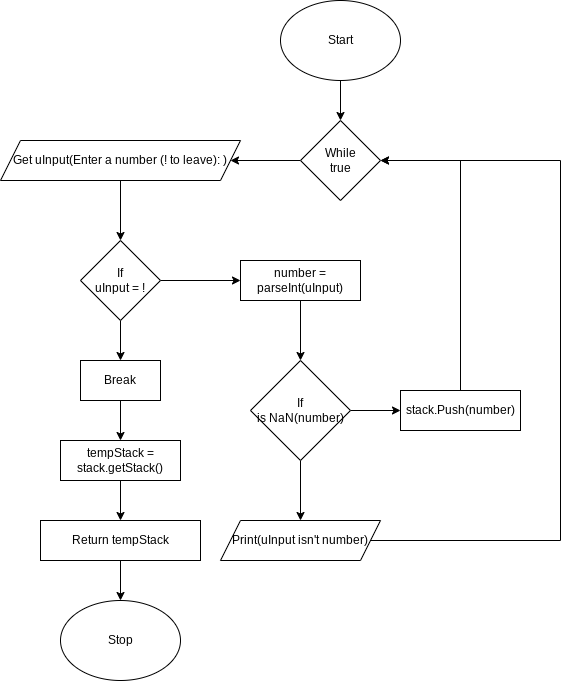 Start
While
true
Get uInput(Enter a number (! to leave): )
If
uInput = !
number =
parseInt(uInput)
Break
If
is NaN(number)
stack.Push(number)
tempStack =
stack.getStack()
Return tempStack
Print(uInput isn't number)
Stop